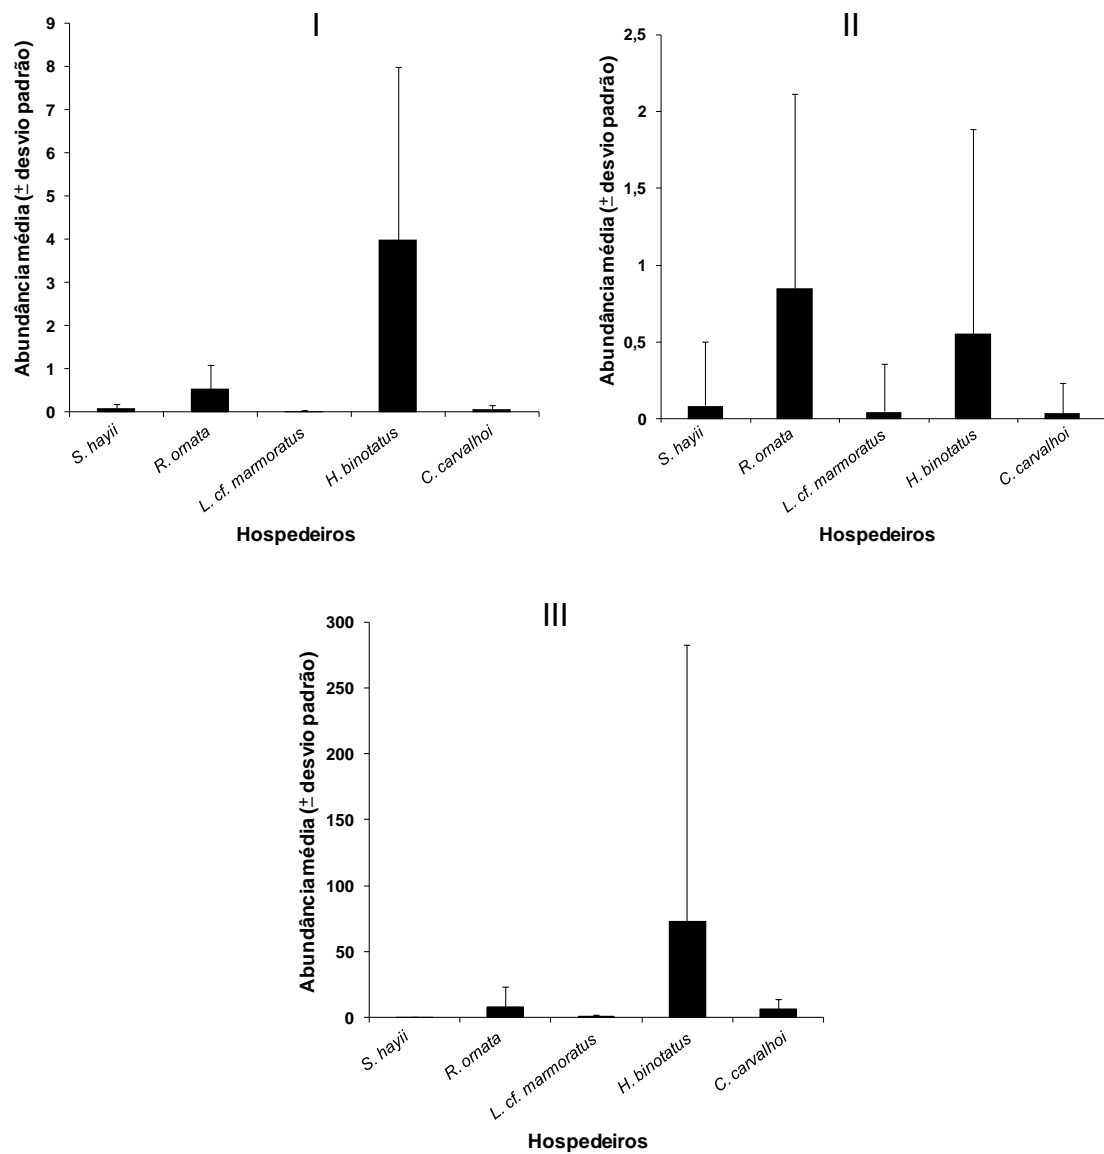 I
Abundância média (± desvio padrão)
9
8
7
6
5
4
3
2
1
0
S. hayii
R. ornata
L. cf. marmoratus
H. binotatus
C. carvalhoi
Hospedeiros
II
Abundância média (± desvio padrão)
2,5
2
1,5
1
0,5
0
S. hayii
R. ornata
L. cf. marmoratus
H. binotatus
C. carvalhoi
Hospedeiros
III
Abundância média (± desvio padrão)
300
250
200
150
100
50
0
S. hayii
R. ornata
L. cf. marmoratus
H. binotatus
C. carvalhoi
Hospedeiros